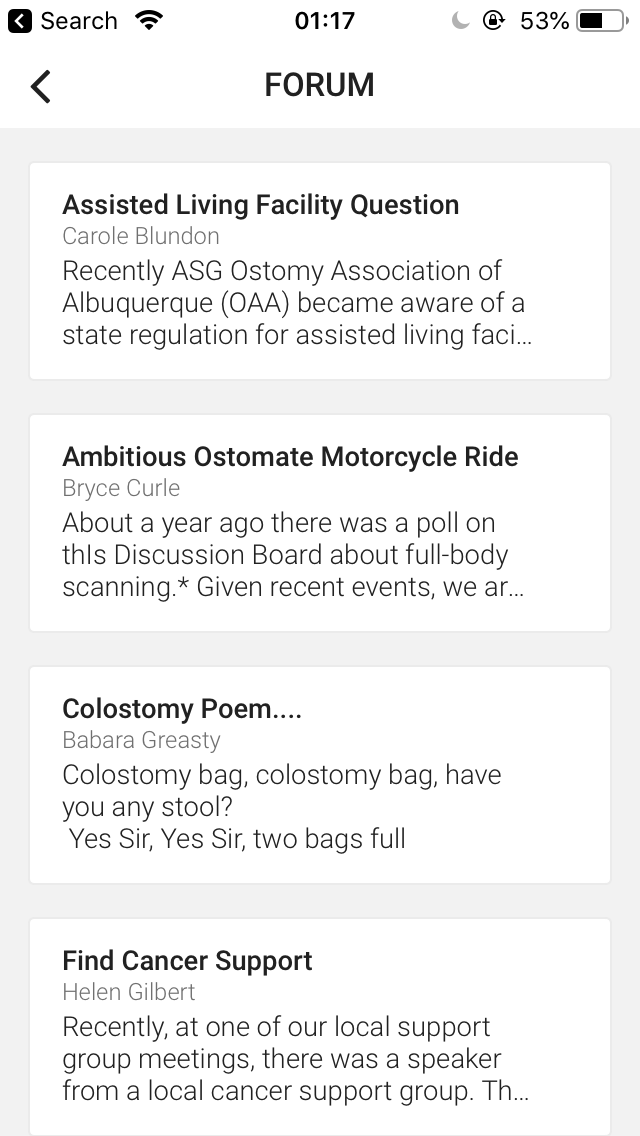 Search 01:17 53%
FORUM
Assisted Living Facility Question
Carole Blundon
Recently ASG Ostomy Association of
Albuquerque (OAA) became aware of a
state regulation for assisted living faci...
Ambitious Ostomate Motorcycle Ride
Bryce Curle
About a year ago there was a poll on
thIs Discussion Board about full-body
scanning.* Given recent events, we ar...
Colostomy Poem....
Babara Greasty
Colostomy bag, colostomy bag, have
you any stool?
Yes Sir, Yes Sir, two bags full
Find Cancer Support
Helen Gilbert
Recently, at one of our local support
group meetings, there was a speaker
from a local cancer support group. Th...